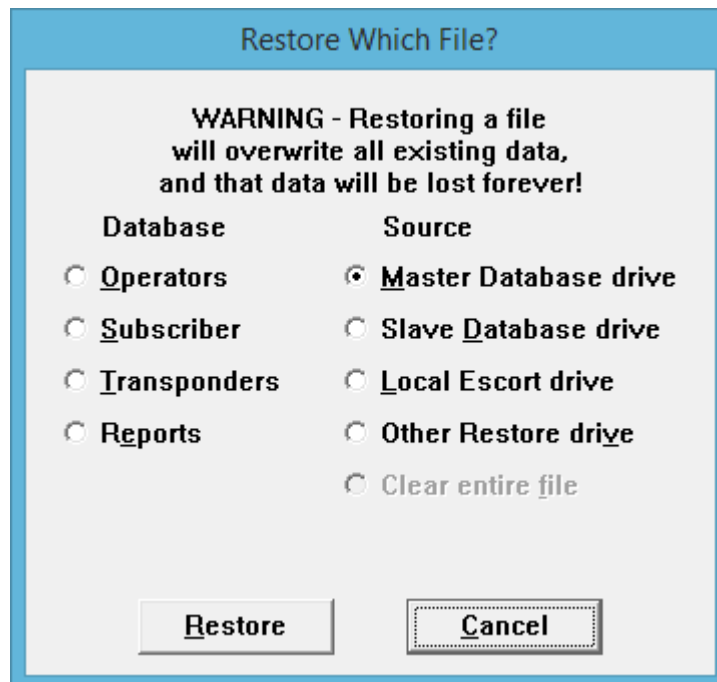 Restore Which File?
WARNING - Restoring a file
will overwrite all existing data,
and that data will be lost forever!
Database
Operators
Subscriber
Transponders
Reports
Source
Master Database drive
Slave Database drive
Local Escort drive
Other Restore drive
Clear entire file
Restore
Cancel